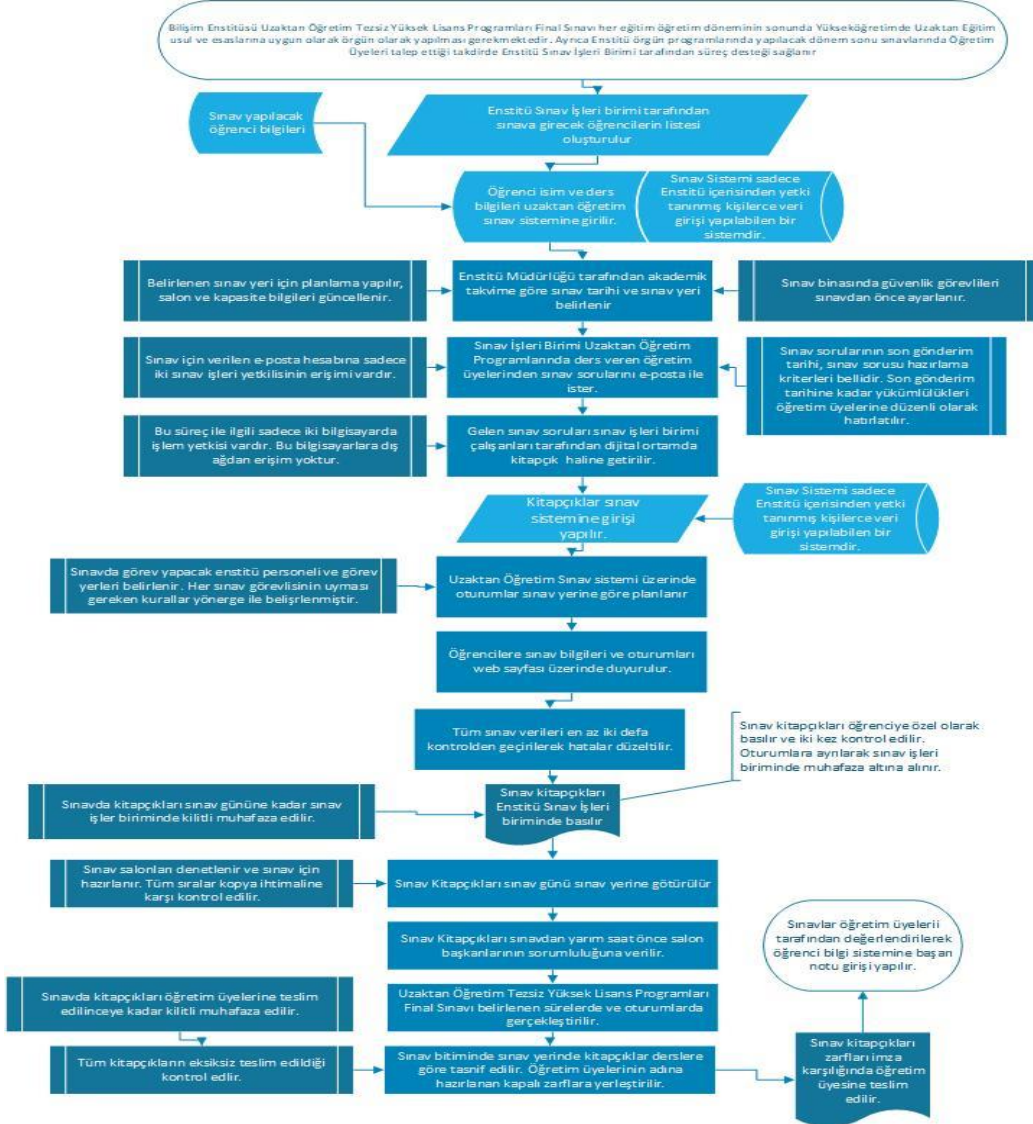 Bilişim Enstitüsü Uzaktan Öğretim Tezsiz Yüksek Lisans Programları Final Sınavı her eğitim öğretim döneminin sonunda Yükseköğretimde Uzaktan Eğitim
usul ve esaslarına uygun olarak örgün olarak yapılması gerekmektedir. Ayrıca Enstitü örgün programlarında yapılacak dönem sonu sınavlarında Öğretim
Üyeleri talep ettiği takdirde Enstitü Sınav İşleri Birimi tarafından süreç desteği sağlanır
Sınav yapılacak
öğrenci bilgileri
Enstitü Sınav İşleri birimi tarafından
sınava girecek öğrencilerin listesi
oluşturulur
Öğrenci isim ve ders
bilgileri uzaktan öğretim
sınav sistemine girilir.
Sınav Sistemi sadece
Enstitü içerisinden yetki
tanınmış kişilerce veri
girişi yapılabilen bir
sistemdir.
Belirlenen sınav yeri için planlama yapılır,
salon ve kapasite bilgileri güncellenir.
Enstitü Müdürlüğü tarafından akademik
takvime göre sınav tarihi ve sınav yeri
belirlenir
Sınav binasında güvenlik görevlileri
sınavdan önce ayarlanır.
Sınav için verilen e-posta hesabına sadece
iki sınav işleri yetkilisinin erişimi vardır.
Sınav İşleri Birimi Uzaktan Öğretim
Programlarında ders veren öğretim
üyelerinden sınav sorularını e-posta ile
ister.
Sınav sorularının son gönderim
tarihi, sınav sorusu hazırlama
kriterleri bellidir. Son gönderim
tarihine kadar yükümlülükleri
öğretim üyelerine düzenli olarak
hatırlatılır.
Bu süreç ile ilgili sadece iki bilgisayarda
işlem yetkisi vardır. Bu bilgisayarlara dış
ağdan erişim yoktur.
Gelen sınav soruları sınav işleri birimi
çalışanları tarafından dijital ortamda
kitapçık haline getirilir.
Kitapçıklar sınav
sistemine girişi
yapılır.
Sınav Sistemi sadece
Enstitü içerisinden yetki
tanınmış kişilerce veri
girişi yapılabilen bir
sistemdir.
Sınavda görev yapacak enstitü personeli ve görev
yerleri belirlenir. Her sınav görevlisinin uyması
gereken kurallar yönerge ile belişrlenmiştir.
Uzaktan Öğretim Sınav sistemi üzerinde
oturumlar sınav yerine göre planlanır
Öğrencilere sınav bilgileri ve oturumları
web sayfası üzerinde duyurulur.
Tüm sınav verileri en az iki defa
kontrolden geçirilerek hatalar düzeltilir.
Sınav kitapçıkları öğrenciye özel olarak
basılır ve iki kez kontrol edilir.
Oturumlara ayrılarak sınav işleri
biriminde muhafaza altına alınır.
Sınavda kitapçıkları sınav gününe kadar sınav
işler biriminde kilitli muhafaza edilir.
Sınav kitapçıkları
Enstitü Sınav İşleri
biriminde basılır
Sınav salonları denetlenir ve sınav için
hazırlanır. Tüm sıralar kopya ihtimaline
karşı kontrol edilir.
Sınav Kitapçıkları sınav günü sınav yerine götürülür
Sınav Kitapçıkları sınavdan yarım saat önce salon
başkanlarının sorumluluğuna verilir.
Sınavlar öğretim üyelerii
tarafından değerlendirilerek
öğrenci bilgi sistemine başarı
notu girişi yapılır.
Sınavda kitapçıkları öğretim üyelerine teslim
edilinceye kadar kilitli muhafaza edilir.
Uzaktan Öğretim Tezsiz Yüksek Lisans Programları
Final Sınavı belirlenen sürelerde ve oturumlarda
gerçekleştirilir.
Tüm kitapçıkların eksiksiz teslim edildiği
kontrol edlir.
Sınav bitiminde sınav yerinde kitapçıklar derslere
göre tasnif edilir. Öğretim üyelerinin adına
hazırlanan kapalı zarflara yerleştirilir.
Sınav kitapçıkları
zarfları imza
karşılığında öğretim
üyesine teslim
edilir.